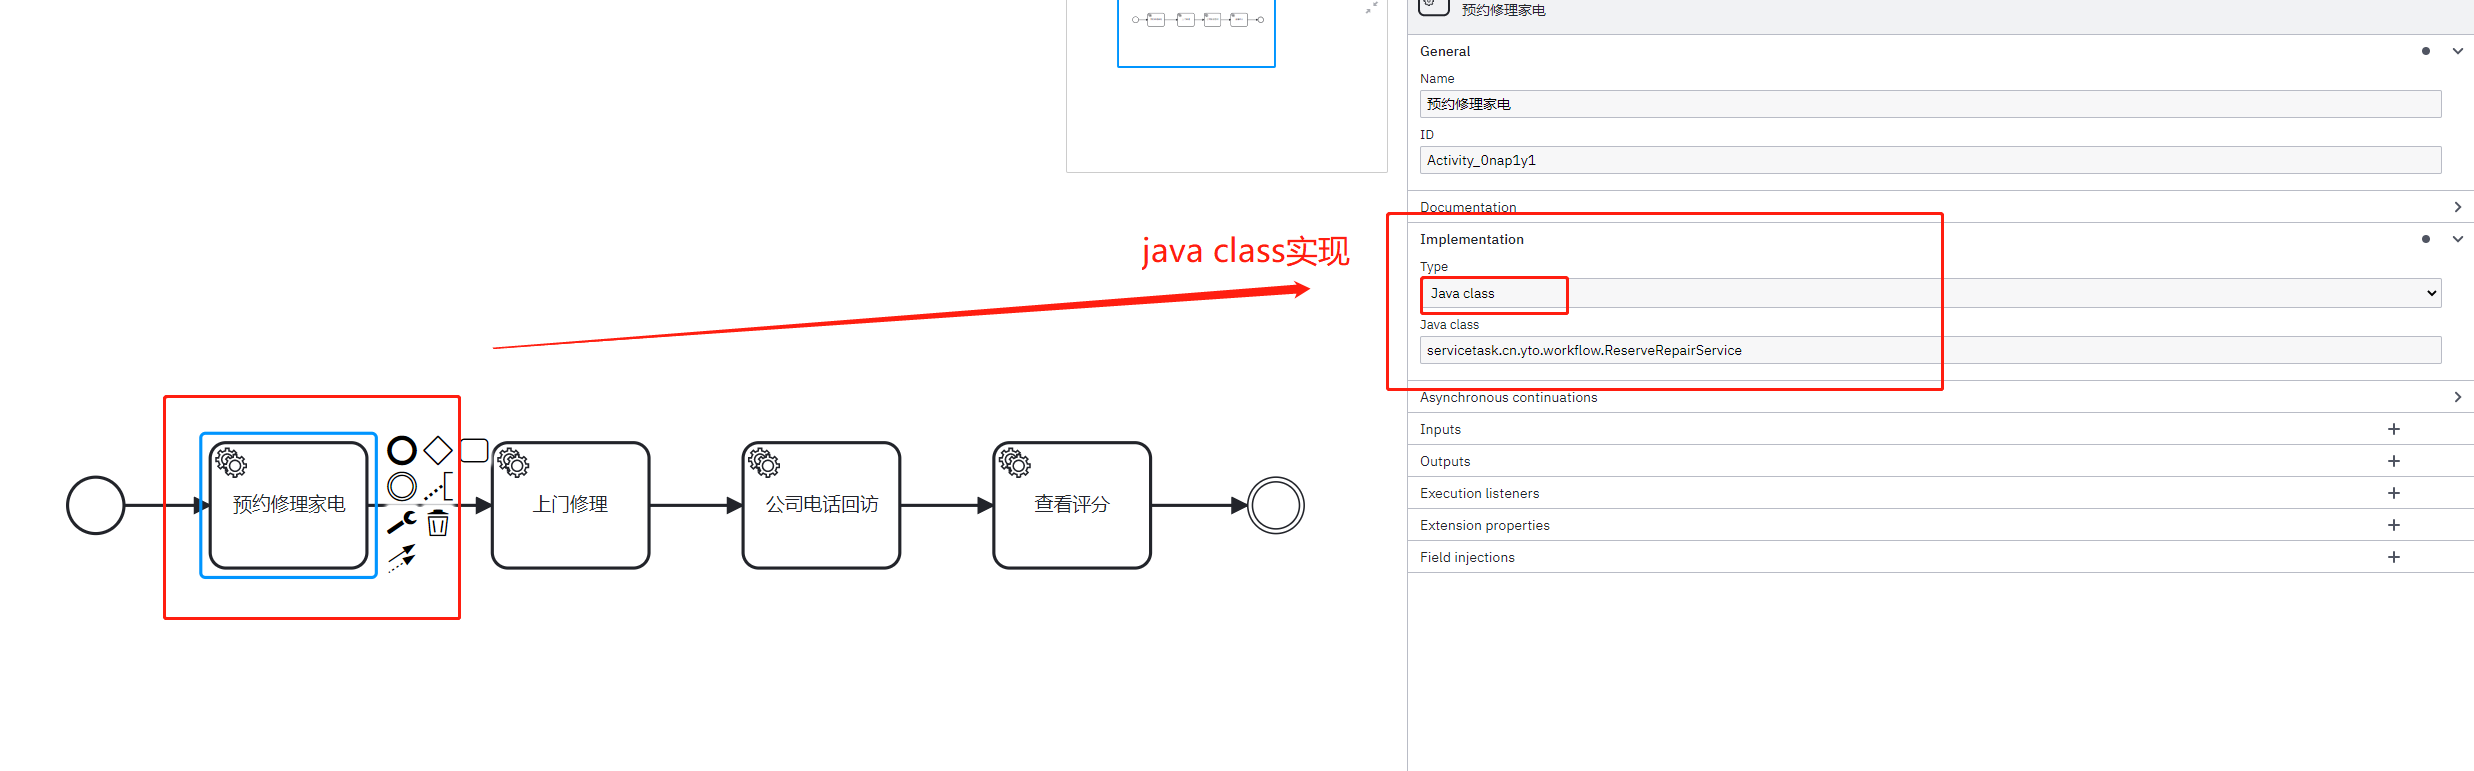 预约修理家电
General
Name
预约修理家电
ID
Activity_0nap1y1
Documentation
Implementation
Type
Java class
Java class
servicetask.cn.yto.workflow.ReserveRepairService
Asynchronous continuations
Inputs
Outputs
Execution listeners
Extension properties
Field injections
java class实现
预约修理家电
上门修理
公司电话回访
查看评分